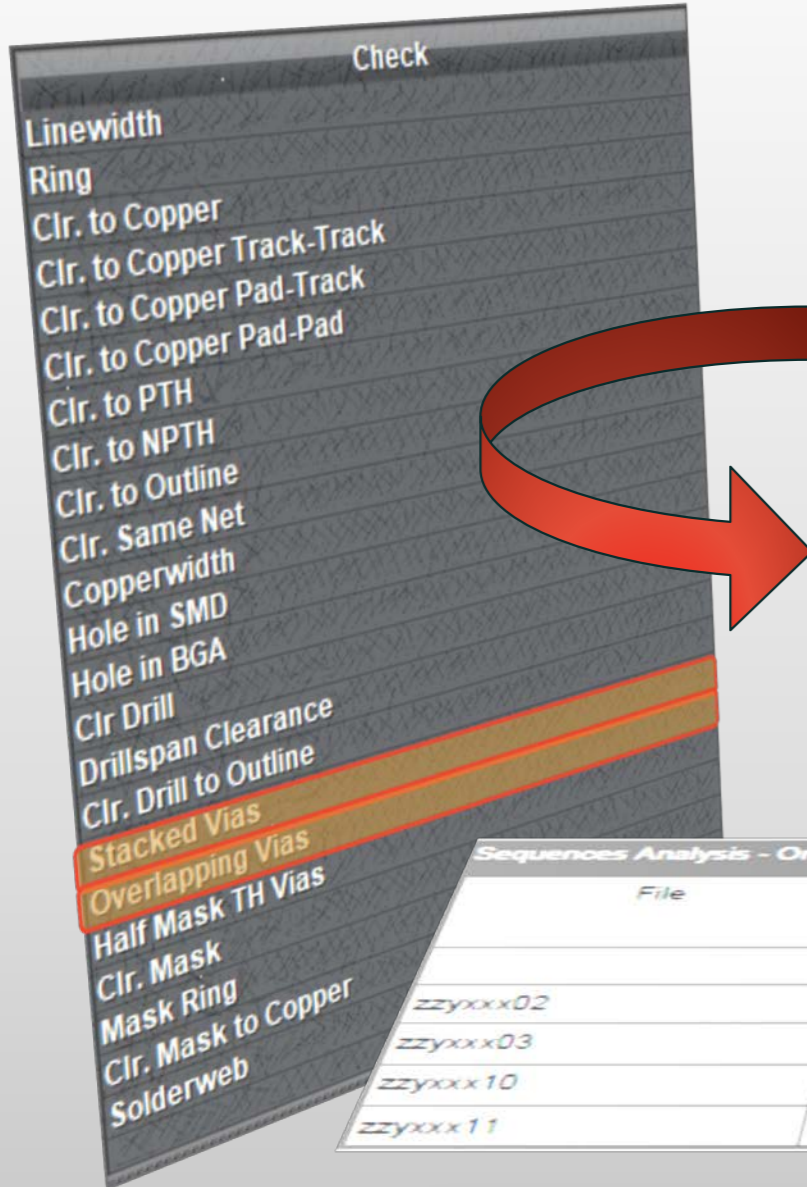 Check
Linewidth
Ring
Clr. to Copper
Clr. to Copper Track-Track
Clr. to Copper Pad-Track
Clr. to Copper Pad-Pad
Clr. to PTH
Clr. to NPTH
Clr. to Outline
Clr. Same Net
Copperwidth
Hole in SMD
Hole in BGA
Clr Drill
Drillspan Clearance
Clr. Drill to Outline
Stacked Vias
Overlapping Vias
Half Mask TH Vias
Clr. Mask
Mask Ring
Clr. Mask to Copper
Solderweb
Sequences Analysis - Or
File
zzyxxx02
zzyxxx03
zzyxxx10
zzyxxx11